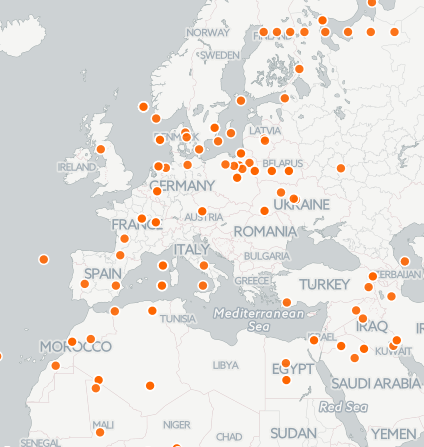 NORWAY
FINLAND
SWEDEN
DENMARK
LATVIA
IRELAND
BELARUS
GERMANY
FRANCE
AUSTRIA
UKRAINE
ROMANIA
ITALY
BULGARIA
SPAIN
GREECE
TURKEY
AZERBAIJAN
Mediterranean
Sea
TUNISIA
ISRAEL
IRAQ
MOROCCO
KUWAIT
LIBYA
EGYPT
SAUDI ARABIA
Red Sea
MALI
NIGER
CHAD
SUDAN
YEMEN
SENEGAL